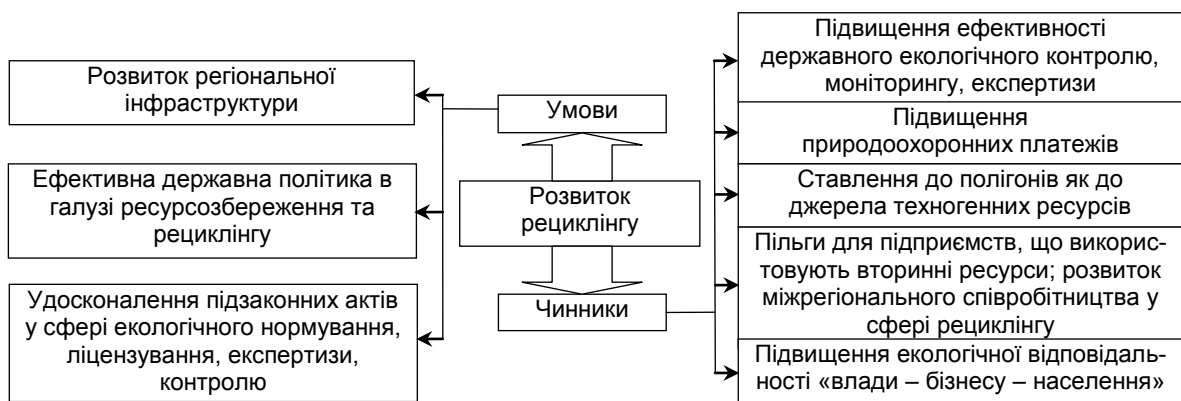 Розвиток регіональної
інфраструктури
Ефективна державна політика в
галузі ресурсозбереження та
рециклінгу
Удосконалення підзаконних актів
у сфері екологічного нормування,
ліцензування, експертизи,
контролю
Умови
Розвиток
рециклінгу
Чинники
Підвищення ефективності
державного екологічного контролю,
моніторингу, експертизи
Підвищення
природоохоронних платежів
Ставлення до полігонів як до
джерела техногенних ресурсів
Пільги для підприємств, що викорис-
товують вторинні ресурси; розвиток
міжрегіонального співробітництва у
сфері рециклінгу
Підвищення екологічної відповідаль-
ності «влади – бізнесу – населення»